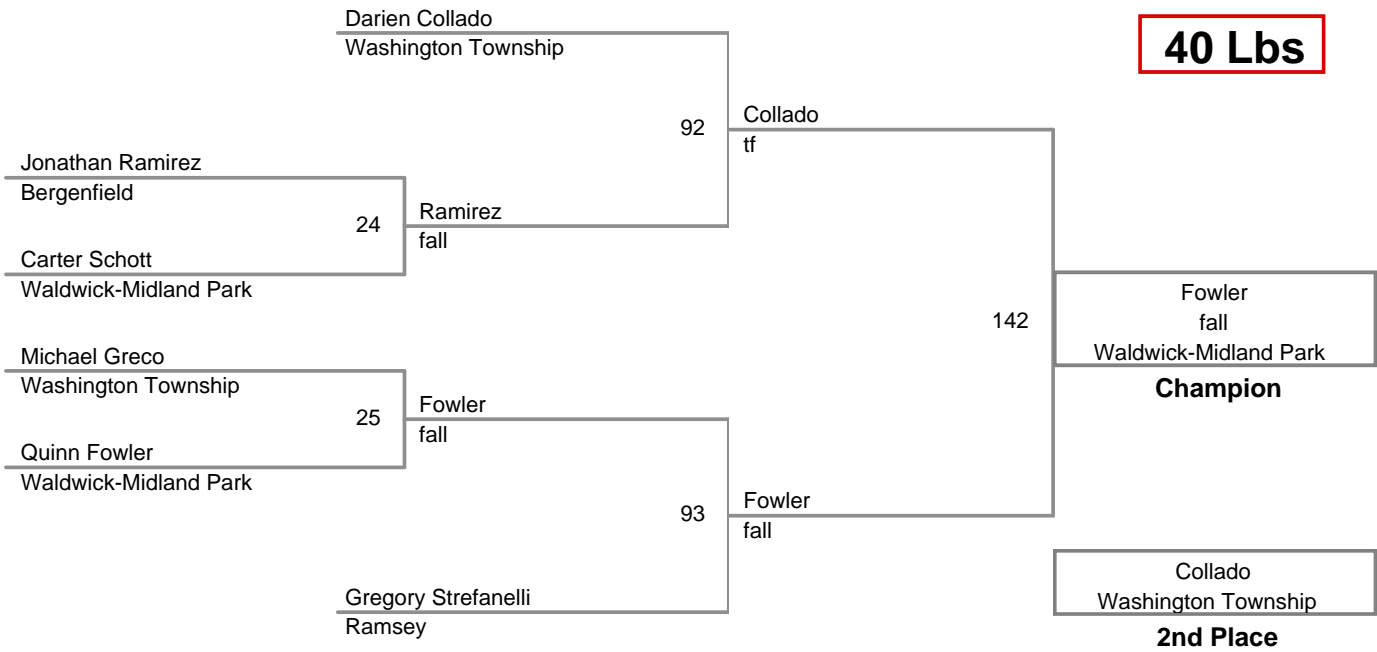 Darien Collado
Washington Township
40 Lbs
92
Collado
tf
Jonathan Ramirez
Bergenfield
24
Ramirez
fall
Carter Schott
Waldwick-Midland Park
142
Fowler
fall
Waldwick-Midland Park
Champion
Michael Greco
Washington Township
25
Fowler
fall
Quinn Fowler
Waldwick-Midland Park
93
Fowler
fall
Gregory Strefanelli
Ramsey
Collado
Washington Township
2nd Place